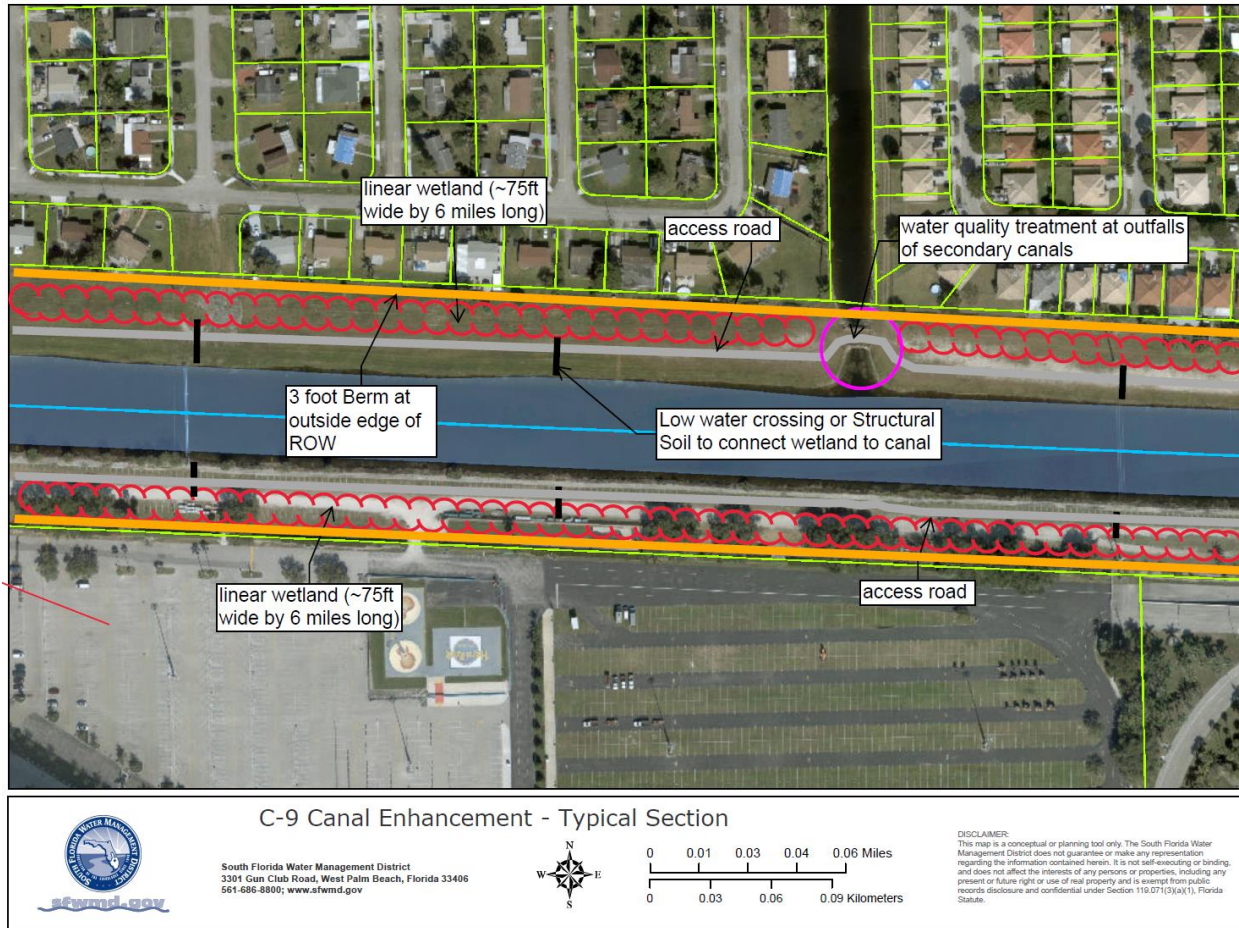 linear wetland (~75ft
wide by 6 miles long)
access road
water quality treatment at outfalls
of secondary canals
3 foot Berm at
outside edge of
ROW
Low water crossing or Structural
Soil to connect wetland to canal
linear wetland (~75ft
wide by 6 miles long)
access road
C-9 Canal Enhancement - Typical Section
SOUTH FLORIDA WATER MANAGEMENT DISTRICT
sfwmd.gov
South Florida Water Management District
3301 Gun Club Road, West Palm Beach, Florida 33406
561-686-8800; www.sfwmd.gov
N
W E
S
0 0.01 0.03 0.04 0.06 Miles
0 0.03 0.06 0.09 Kilometers
DISCLAIMER:
This map is a conceptual or planning tool only. The South Florida Water
Management District does not guarantee or make any representation
regarding the information contained herein. It is not self-executing or binding,
and does not affect the interests of any persons or properties, including any
present or future right or use of real property and is exempt from public
records disclosure and confidential under Section 119.071(3)(a)(1), Florida
Statute.